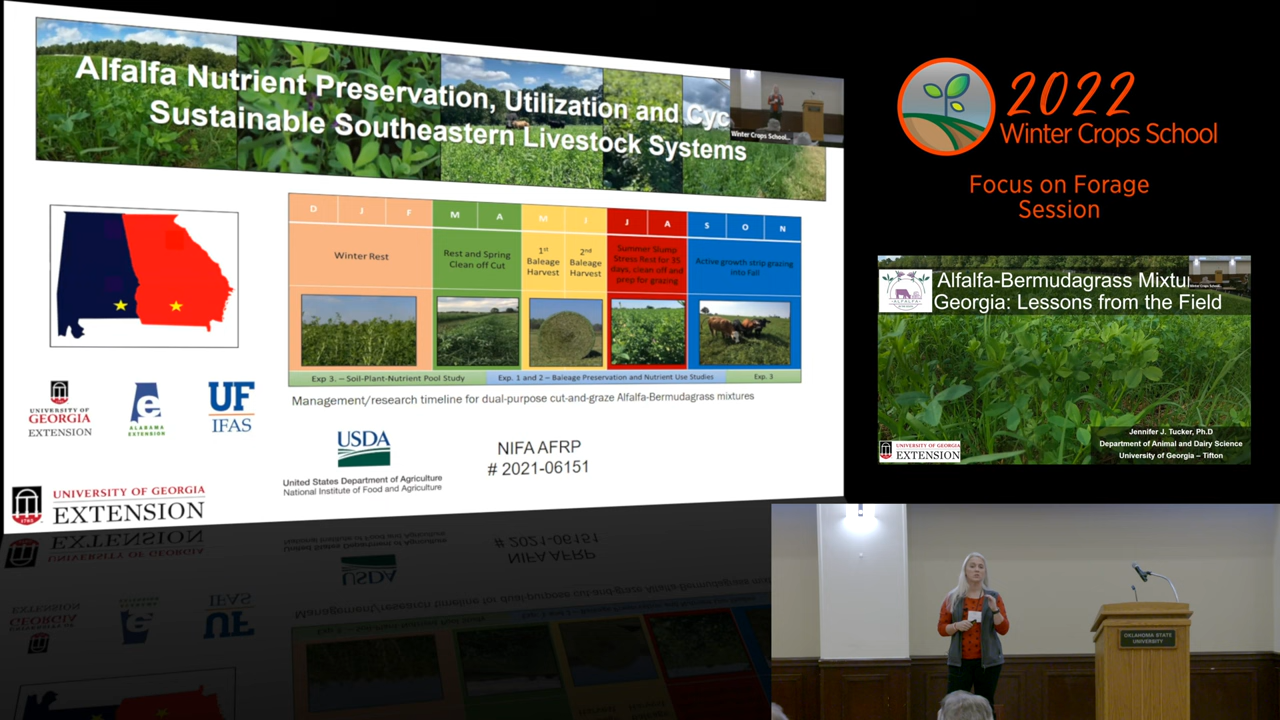 Alfalfa Nutrient Preservation, Utilization and Cyc
Sustainable Southeastern Livestock Systems
Winter Crops School...
D J F M A M J J A S O N
Winter Rest
Rest and Spring
Clean off Cut
1st
Baleage
Harvest
2nd
Baleage
Harvest
Summer Slump
Stress Rest for 35
days, clean off and
prep for grazing
Active growth strip grazing
into Fall
Exp 3. – Soil-Plant-Nutrient Pool Study
Exp. 1 and 2 – Baleage Preservation and Nutrient Use Studies
Exp. 3
Management/research timeline for dual-purpose cut-and-graze Alfalfa-Bermudagrass mixtures
UNIVERSITY OF
GEORGIA
EXTENSION
ALABAMA
EXTENSION
UF
IFAS
USDA
United States Department of Agriculture
National Institute of Food and Agriculture
NIFA AFRP
# 2021-06151
UNIVERSITY OF GEORGIA
EXTENSION
2022
Winter Crops School
Focus on Forage
Session
ALFALFA
Alfalfa-Bermudagrass Mixtu
Georgia: Lessons from the Field
Winter Crops School...
Jennifer J. Tucker, Ph.D
Department of Animal and Dairy Science
University of Georgia – Tifton
UNIVERSITY OF GEORGIA
EXTENSION
OKLAHOMA STATE
UNIVERSITY